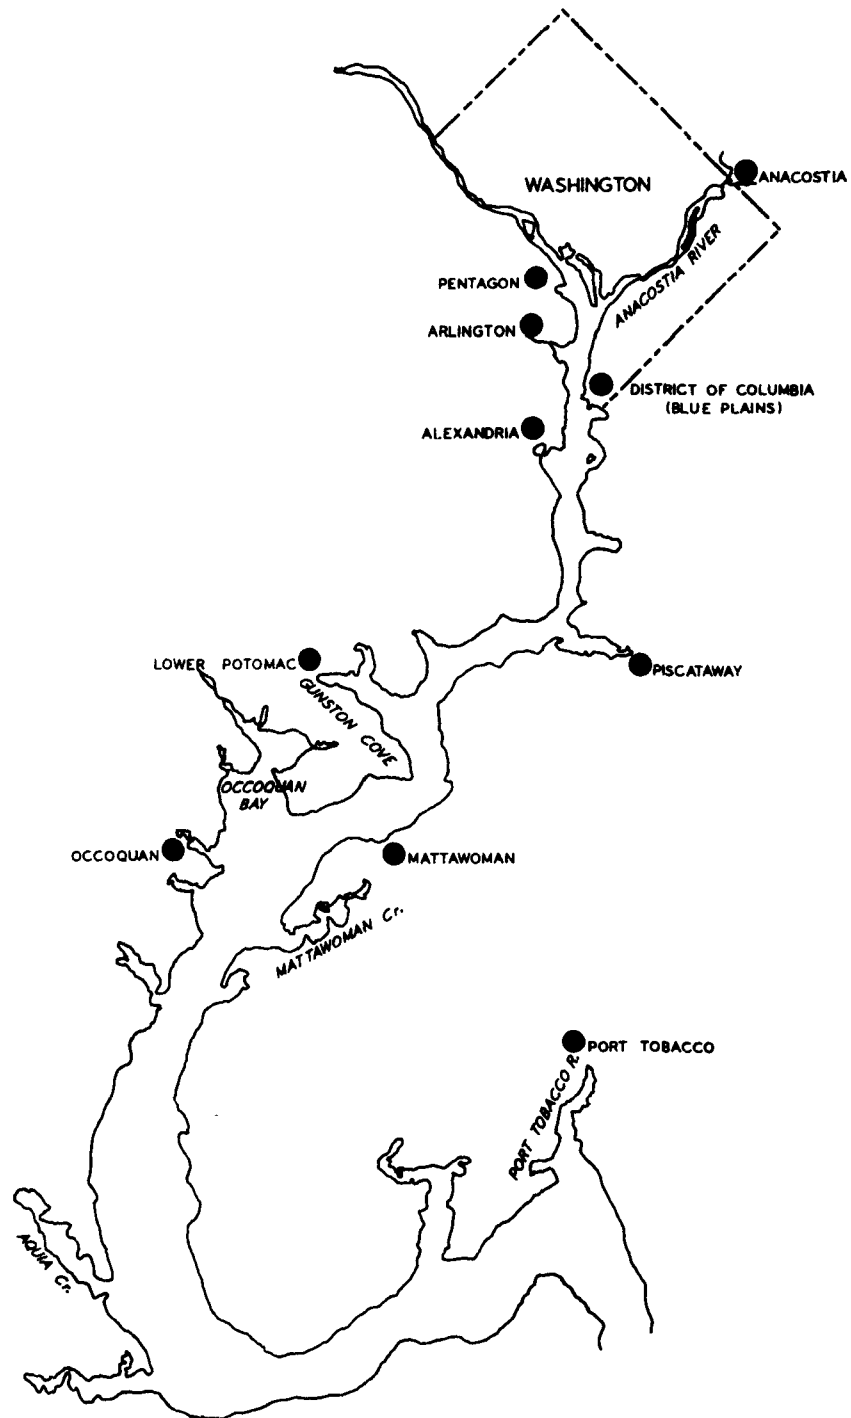 WASHINGTON
ANACOSTIA
ANACOSTIA RIVER
PENTAGON
ARLINGTON
DISTRICT OF COLUMBIA
(BLUE PLAINS)
ALEXANDRIA
LOWER POTOMAC
PISCATAWAY
GUNSTON COVE
OCCOQUAN
BAY
OCCOQUAN
MATTAWOMAN
MATTAWOMAN Cr.
PORT TOBACCO
PORT TOBACCO R.
AQUIA Cr.